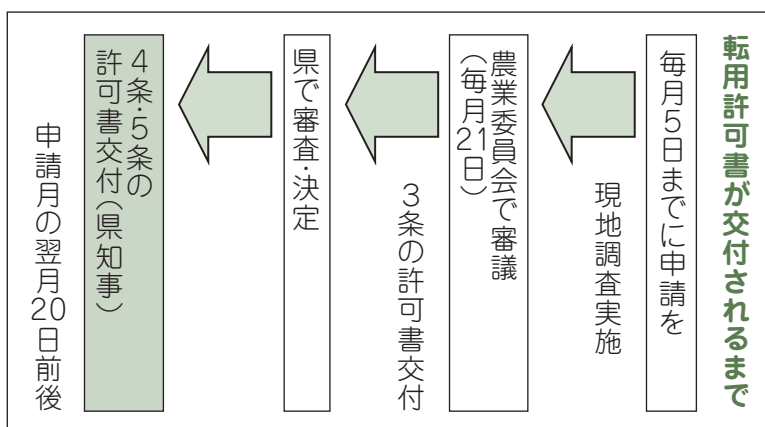 転用許可書が交付されるまで
毎月5日までに申請を
現地調査実施
農業委員会で審議
（毎月21日）
3条の許可書交付
県で審査・決定
4条・5条の
許可書交付（県知事）
申請月の翌月20日前後